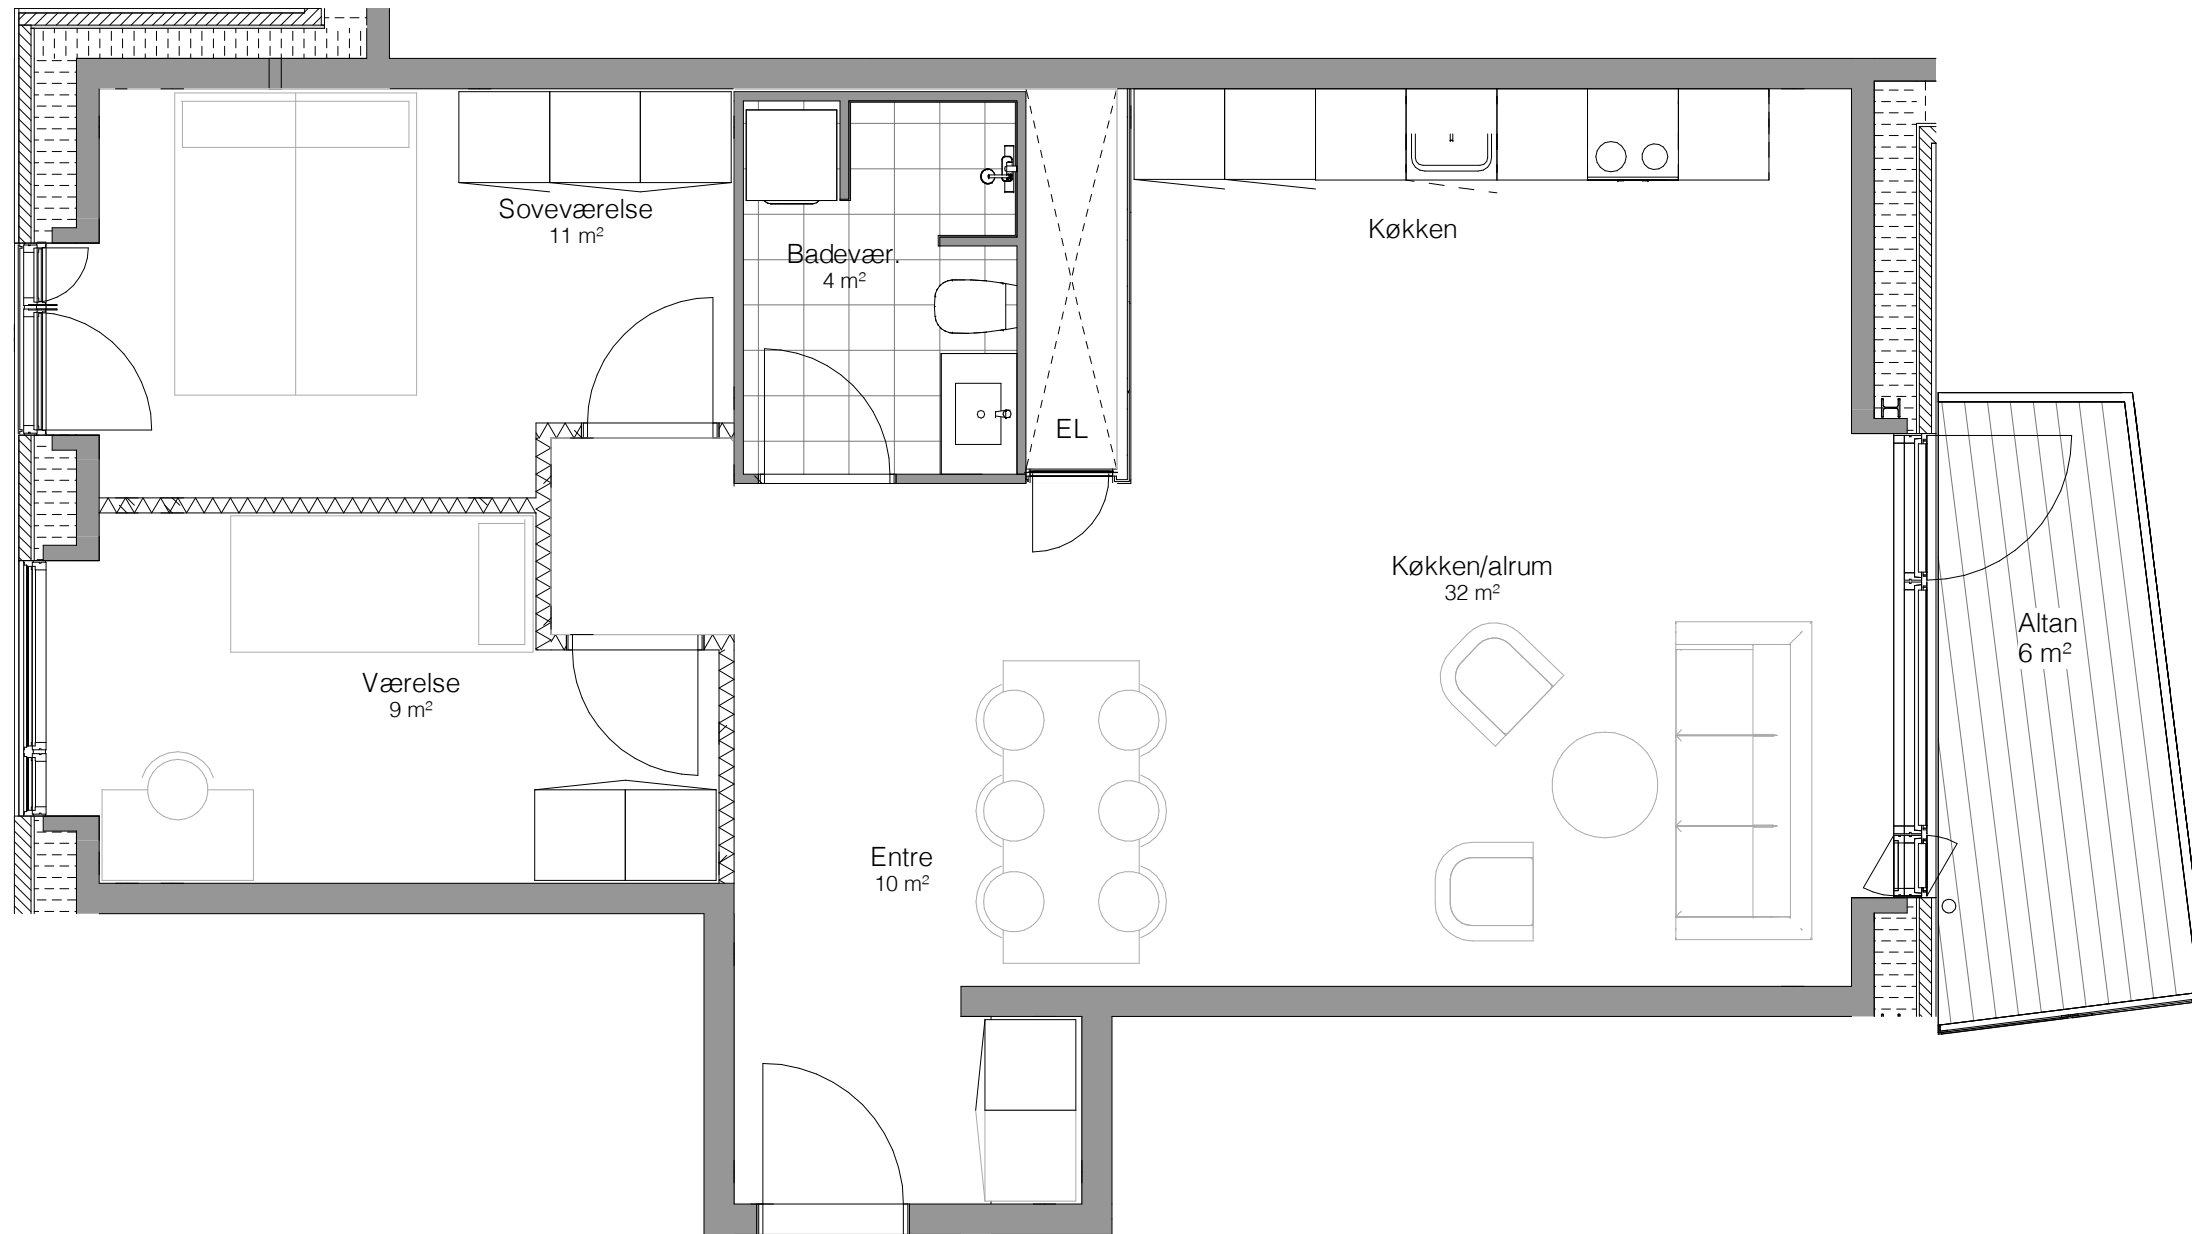 Soveværelse
11 m²
Badevær.
4 m²
Køkken
EL
Køkken/alrum
32 m²
Altan
6 m²
Værelse
9 m²
Entre
10 m²